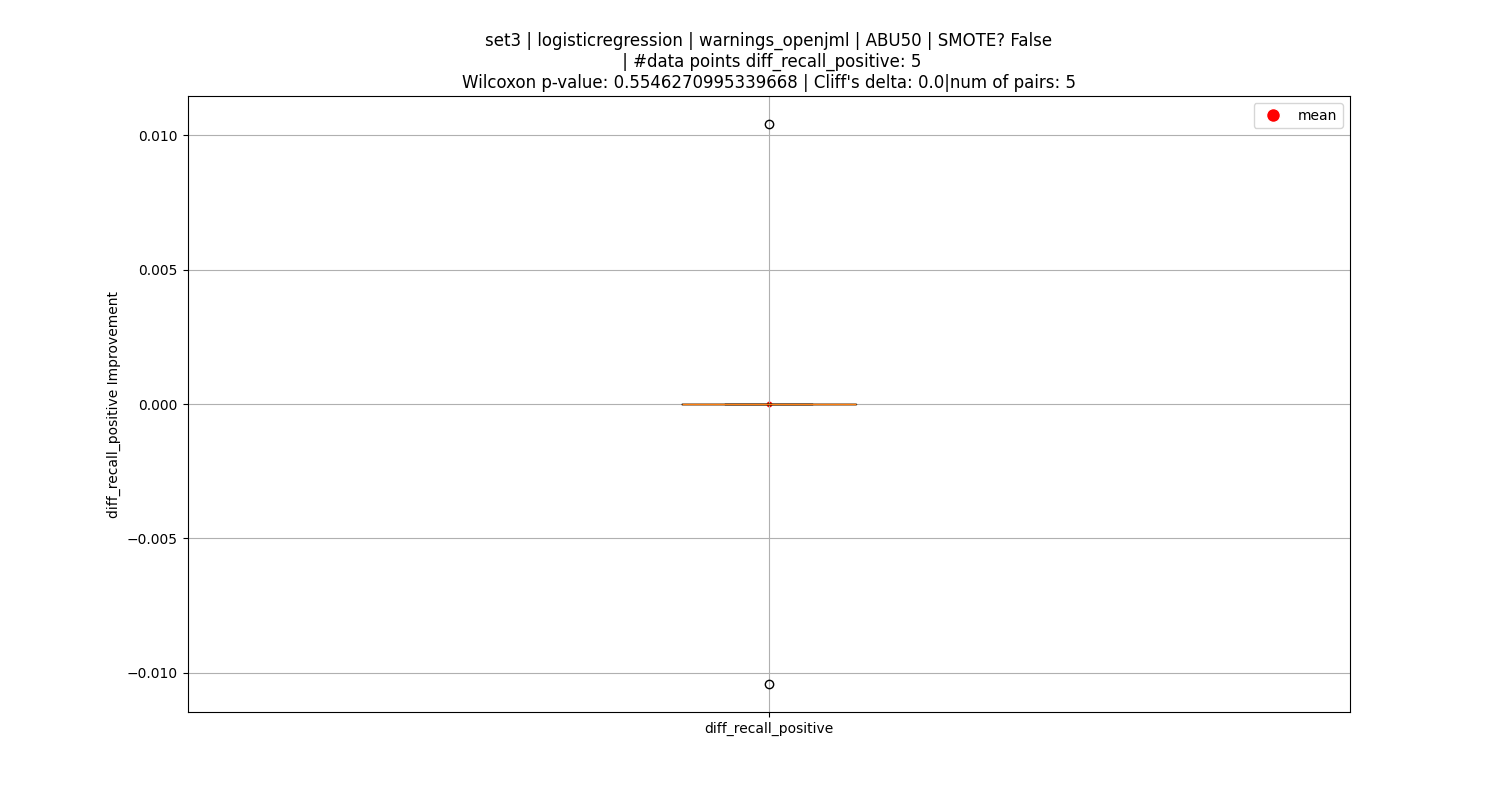 set3 | logisticregression | warnings_openjml | ABU50 | SMOTE? False
| #data points diff_recall_positive: 5
Wilcoxon p-value: 0.5546270995339668 | Cliff's delta: 0.0|num of pairs: 5
mean
0.010
0.005
0.000
−0.005
−0.010
diff_recall_positive Improvement
diff_recall_positive